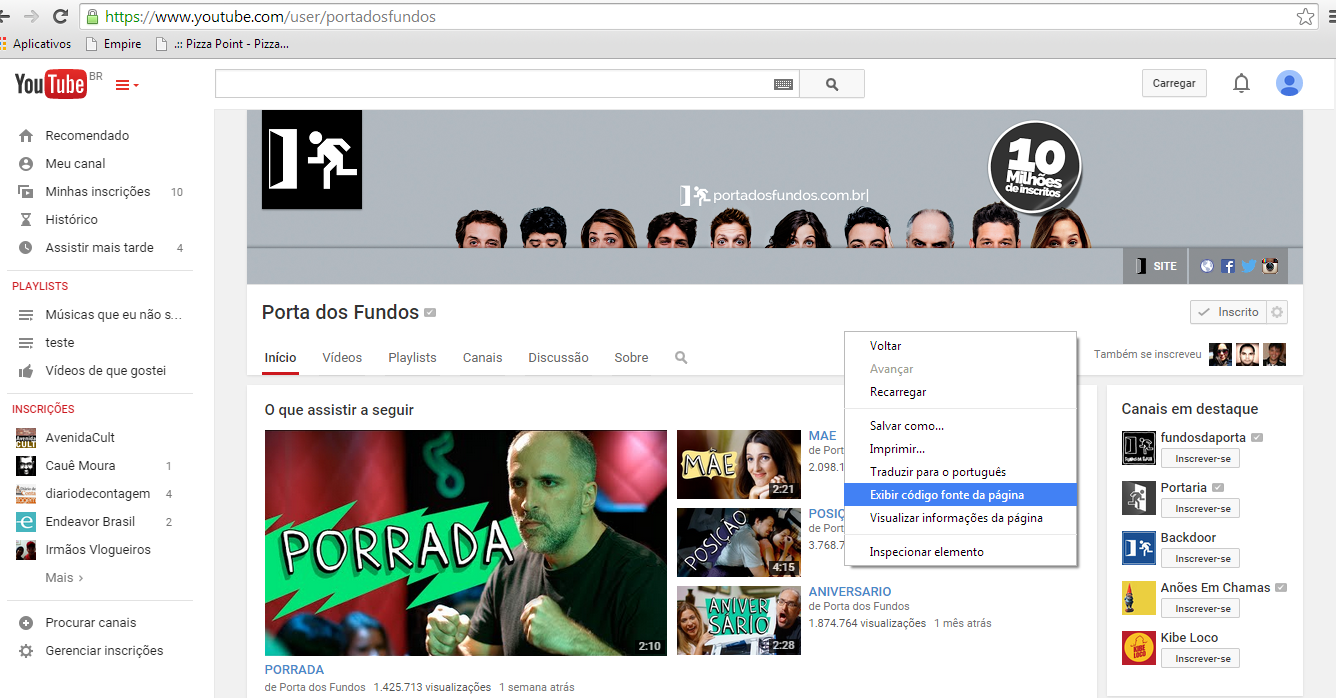 https://www.youtube.com/user/portadosfundos
Aplicativos
Empire
.:: Pizza Point - Pizza...
YouTube BR
Carregar
Recomendado
Meu canal
Minhas inscrições 10
Histórico
Assistir mais tarde 4
PLAYLISTS
Músicas que eu não s...
teste
Vídeos de que gostei
INSCRIÇÕES
AvenidaCult
Cauê Moura 1
diariodecontagem 4
Endeavor Brasil 2
Irmãos Vlogueiros
Mais ›
Procurar canais
Gerenciar inscrições
portadosfundos.com.br|
10
Milhões
de inscritos
SITE
Porta dos Fundos
Inscrito
Início
Vídeos
Playlists
Canais
Discussão
Sobre
Também se inscreveu
Voltar
Avançar
Recarregar
Salvar como...
Imprimir...
Traduzir para o português
Exibir código fonte da página
Visualizar informações da página
Inspecionar elemento
O que assistir a seguir
PORRADA
2:10
PORRADA
de Porta dos Fundos 1.425.713 visualizações 1 semana atrás
MÃE
2:21
MAE
de Port
2.098.1
POSIÇÃO
4:15
POSIÇ
de Port
3.768.7
ANIVERSÁRIO
2:28
ANIVERSARIO
de Porta dos Fundos
1.874.764 visualizações 1 mês atrás
Canais em destaque
fundosdaporta
Inscrever-se
Portaria
Inscrever-se
Backdoor
Inscrever-se
Anões Em Chamas
Inscrever-se
KIBE LOCO
Kibe Loco
Inscrever-se